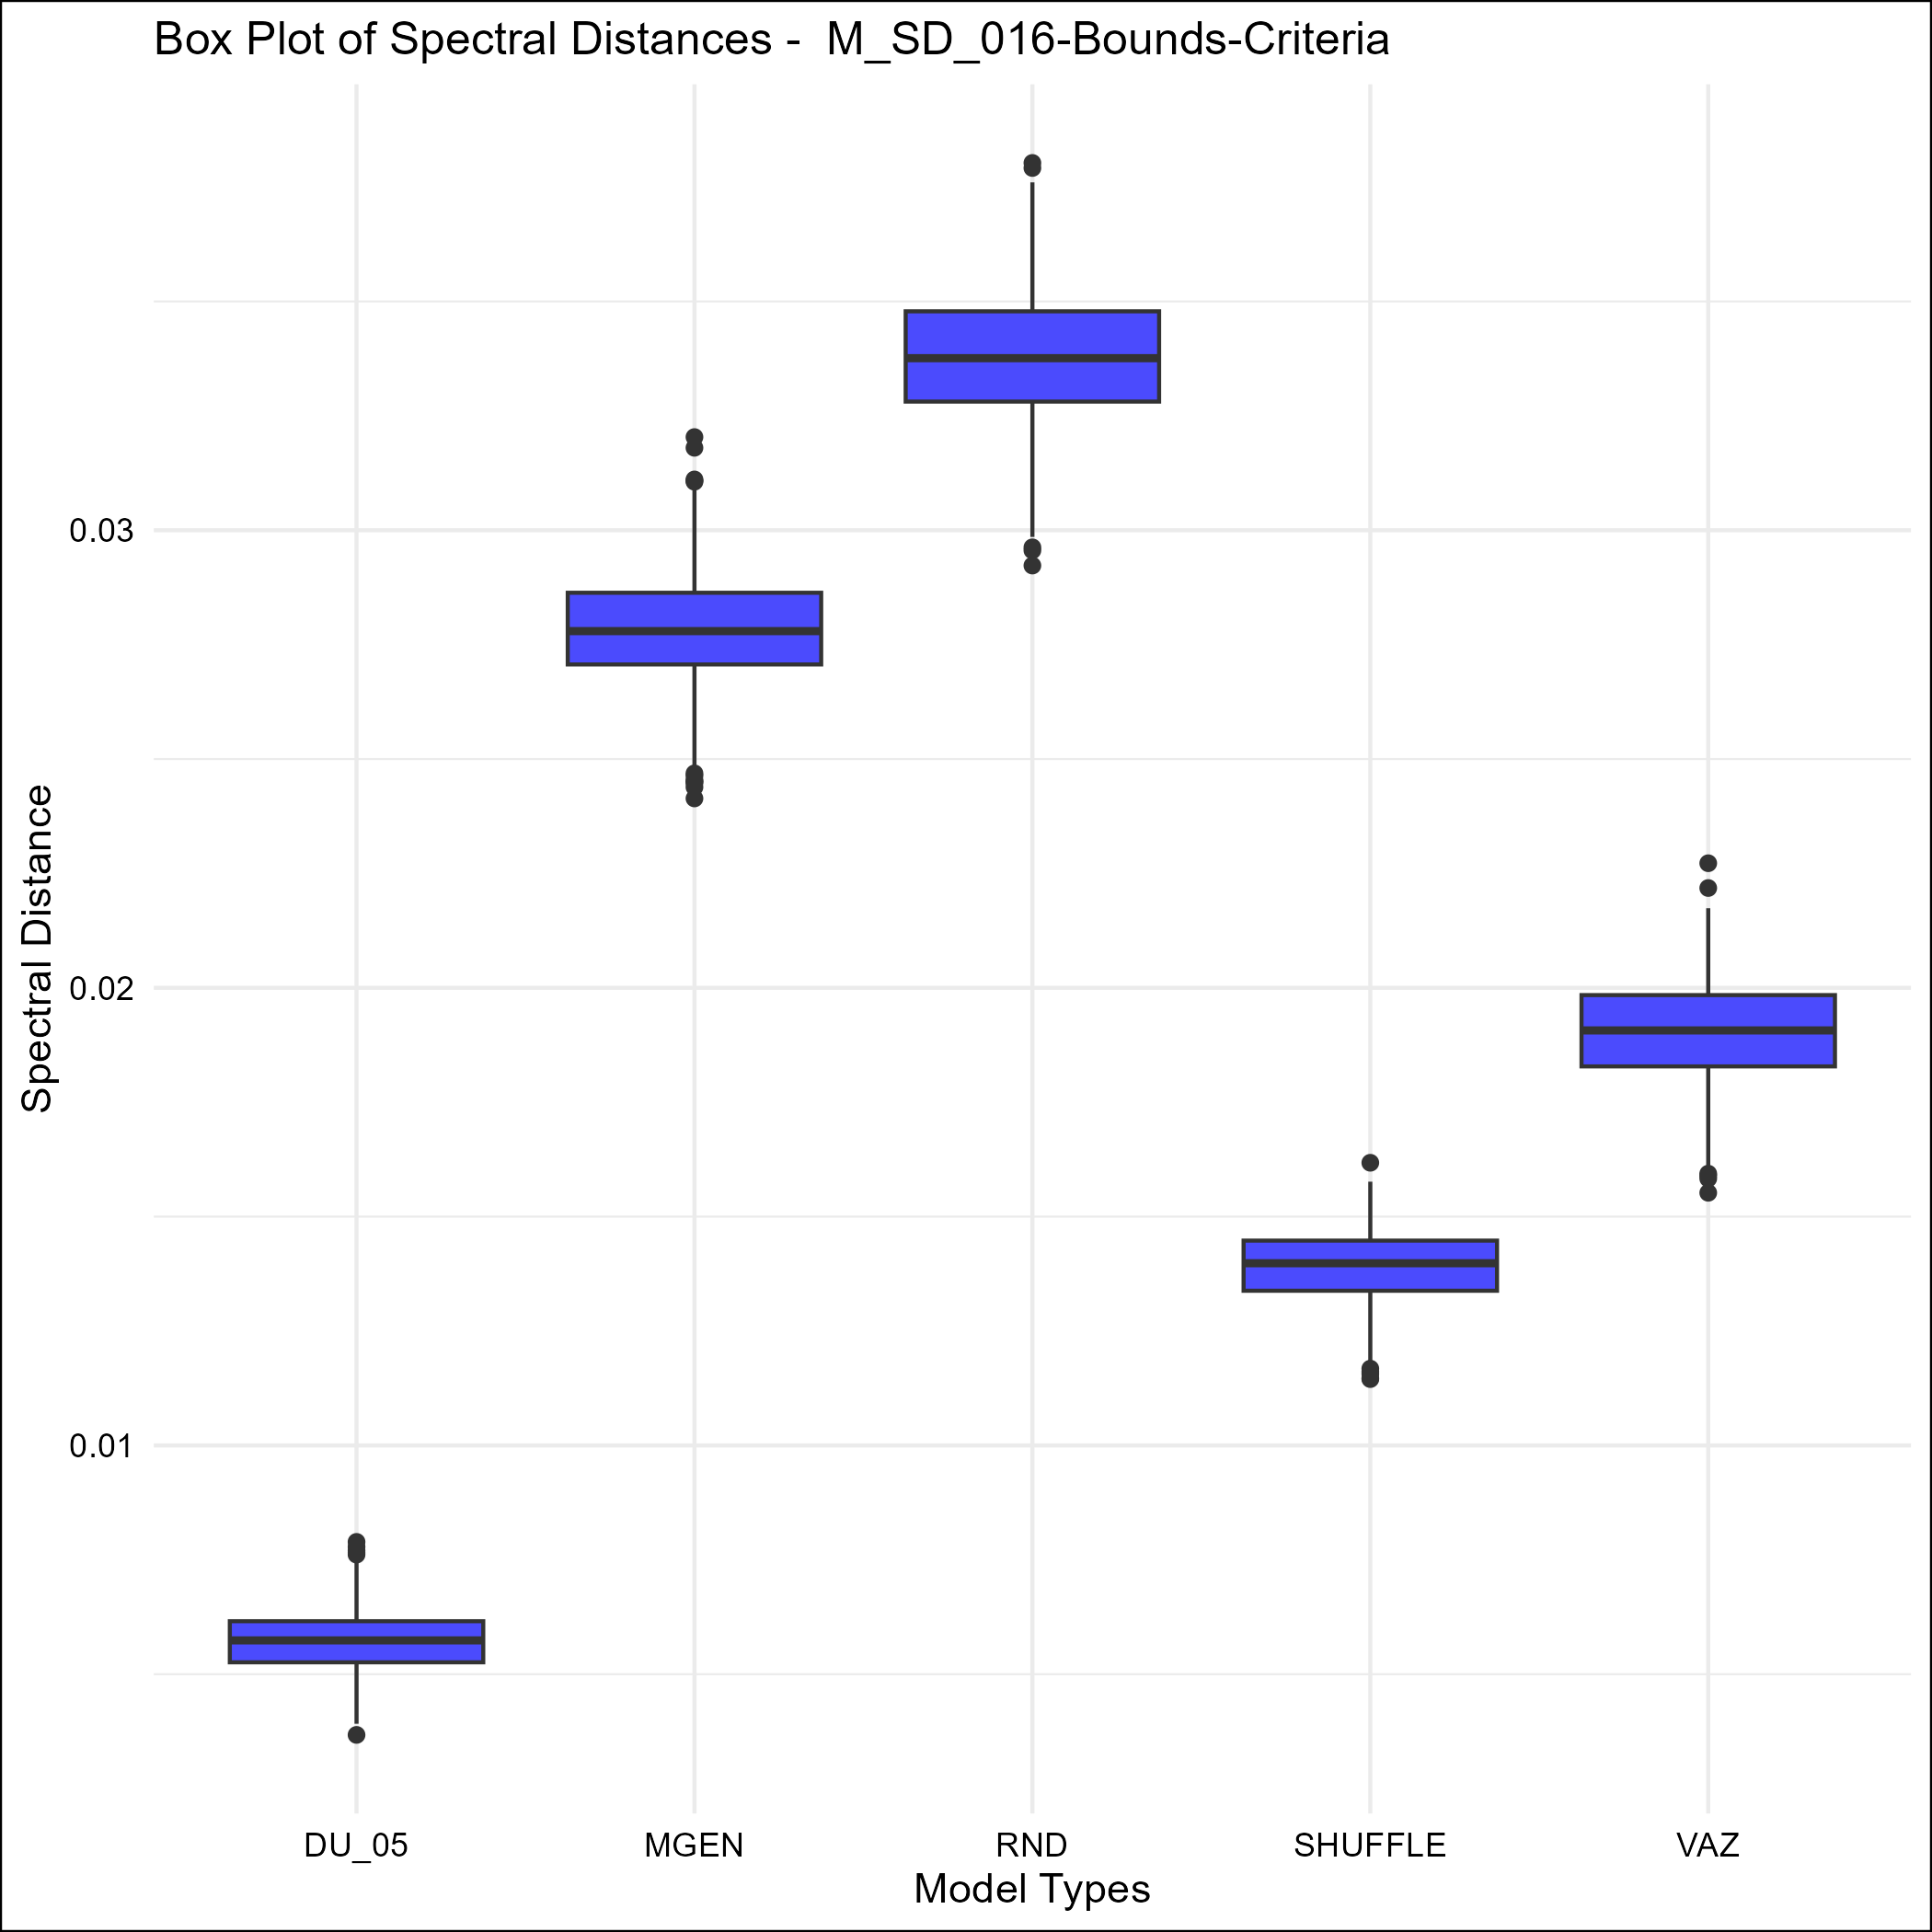 Box Plot of Spectral Distances -  M_SD_016-Bounds-Criteria
Spectral Distance
0.03
0.02
0.01
DU_05
MGEN
RND
SHUFFLE
VAZ
Model Types